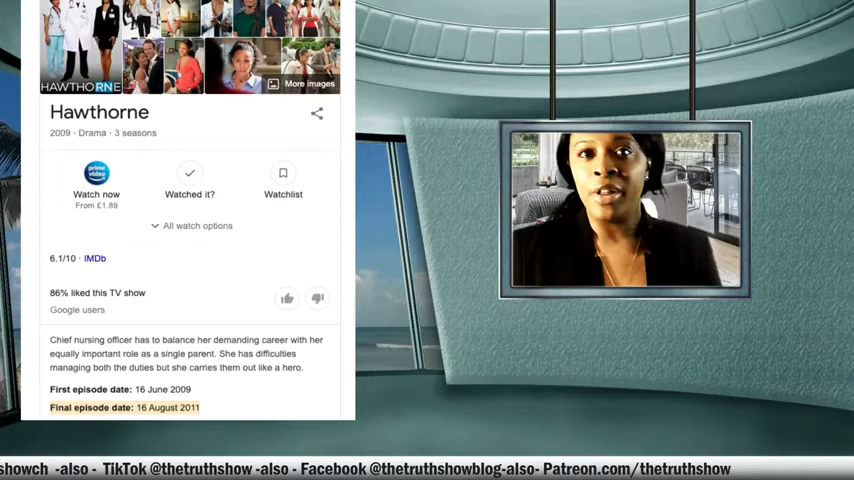 HAWTHORNE
More images
Hawthorne
2009 · Drama · 3 seasons
prime video
Watch now
From £1.89
Watched it?
Watchlist
All watch options
6.1/10 · IMDb
86% liked this TV show
Google users
Chief nursing officer has to balance her demanding career with her
equally important role as a single parent. She has difficulties
managing both the duties but she carries them out like a hero.
First episode date: 16 June 2009
Final episode date: 16 August 2011
showch -also - TikTok @thetruthshow -also - Facebook @thetruthshowblog-also- Patreon.com/thetruthshow